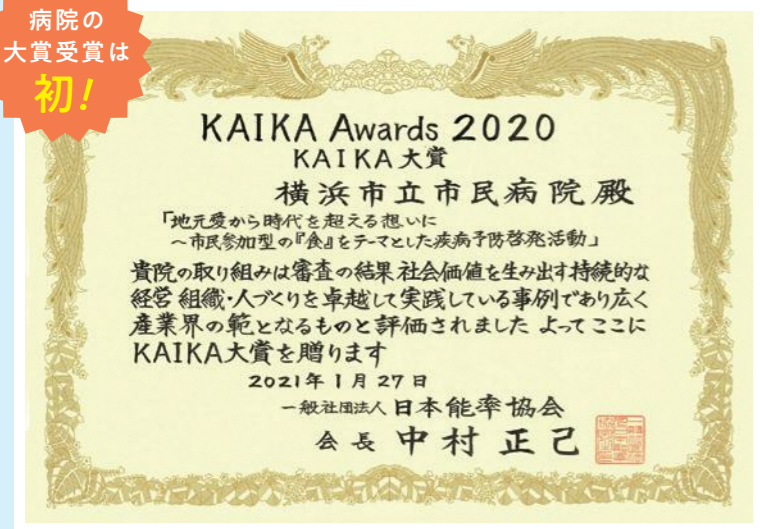 病院の
大賞受賞は
初!
KAIKA Awards 2020
KAIKA大賞
横浜市立市民病院殿
「地元愛から時代を超える想いに
～市民参加型の『食』をテーマとした疾病予防啓発活動」
貴院の取り組みは審査の結果 社会価値を生み出す持続的な
経営 組織・人づくりを卓越して実践している事例であり広く
産業界の範となるものと評価されました よってここに
KAIKA大賞を贈ります
2021年1月27日
一般社団法人 日本能率協会
会長 中村正己